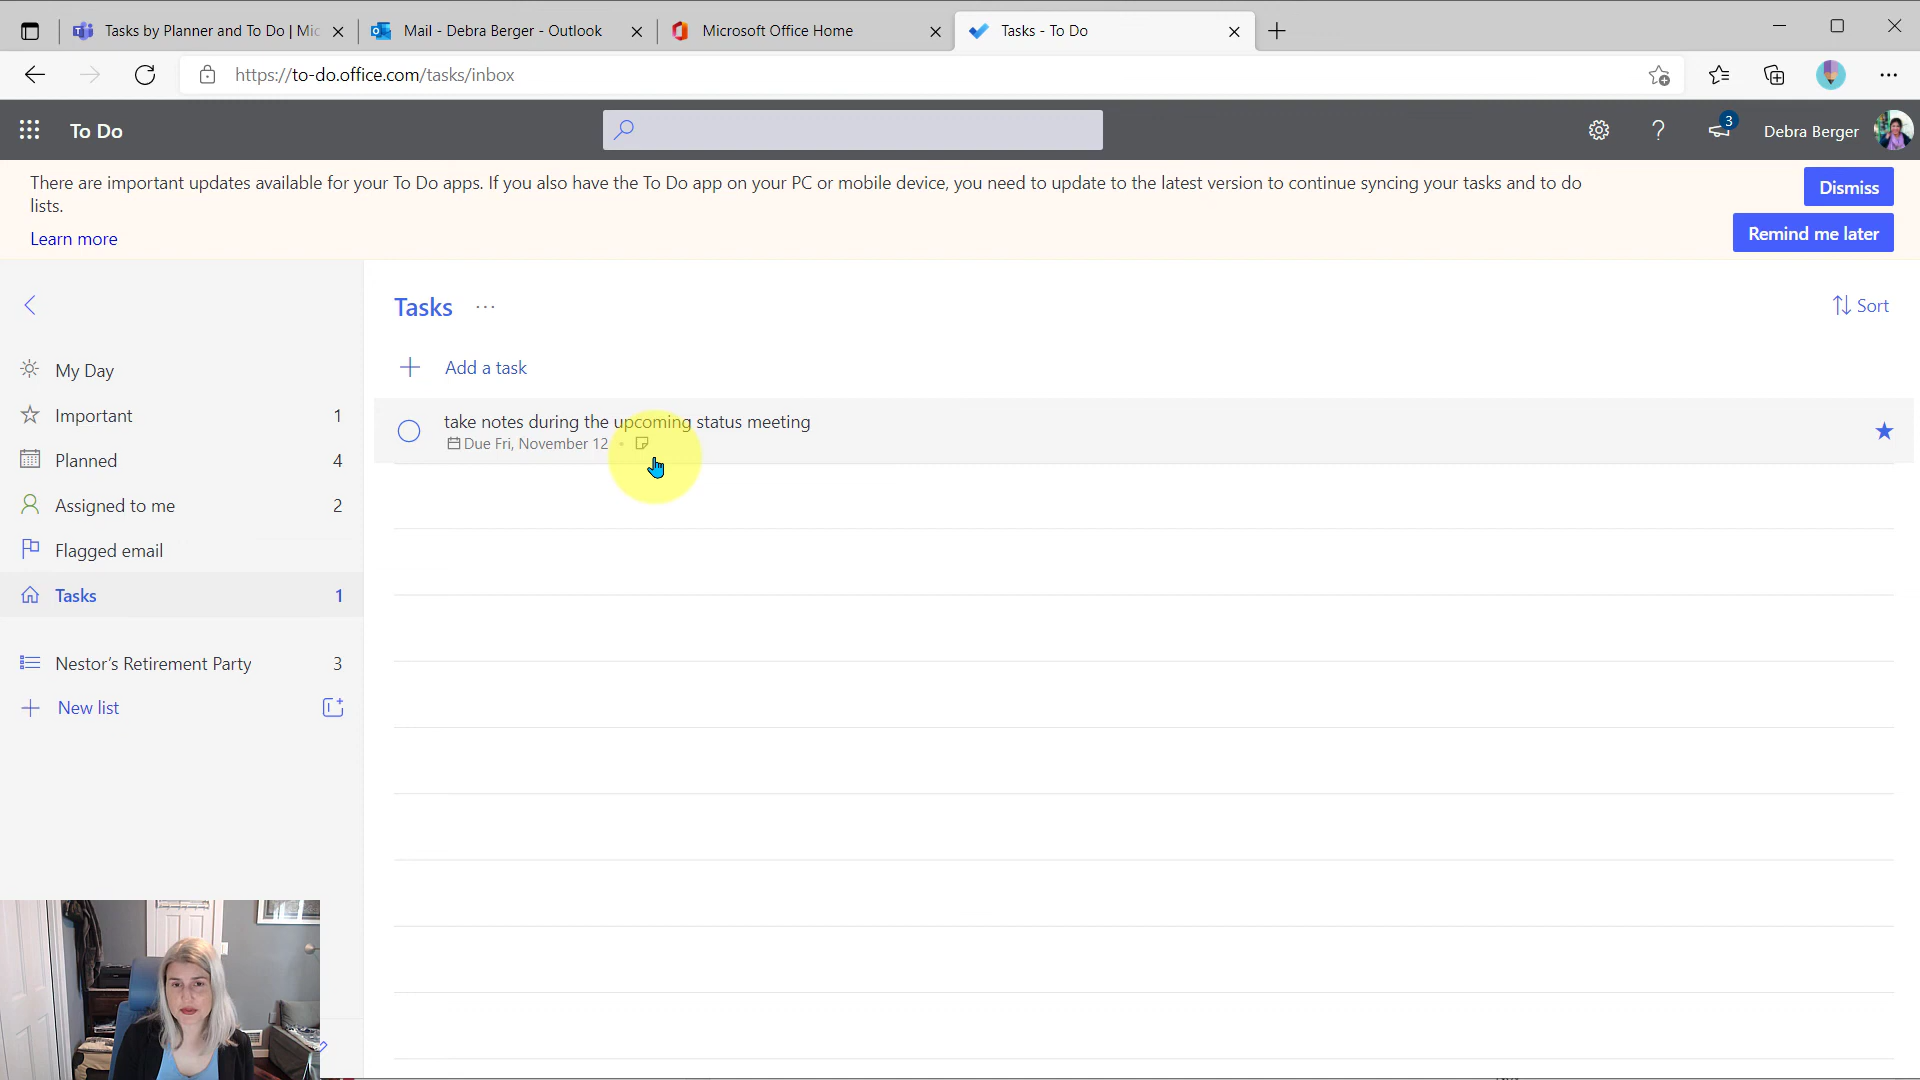 Tasks by Planner and To Do | Mic
Mail - Debra Berger - Outlook
Microsoft Office Home
Tasks - To Do
https://to-do.office.com/tasks/inbox
To Do
3
Debra Berger
There are important updates available for your To Do apps. If you also have the To Do app on your PC or mobile device, you need to update to the latest version to continue syncing your tasks and to do
lists.
Learn more
Dismiss
Remind me later
My Day
Important 1
Planned 4
Assigned to me 2
Flagged email
Tasks 1
Nestor's Retirement Party 3
New list
Tasks ...
Sort
Add a task
take notes during the upcoming status meeting
Due Fri, November 12 •